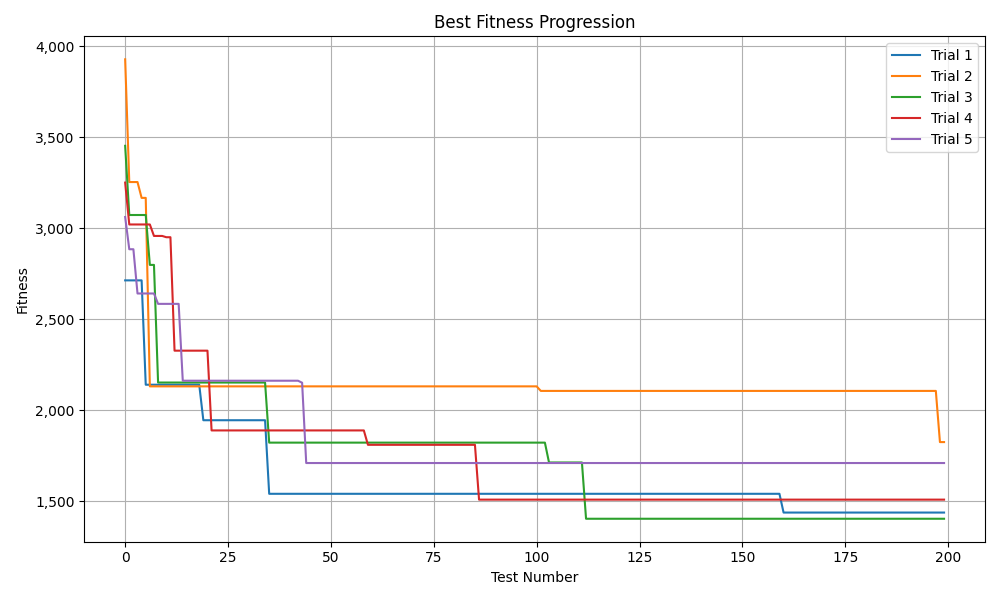 Best Fitness Progression
4,000
3,500
3,000
2,500
2,000
1,500
Fitness
0
25
50
75
100
125
150
175
200
Test Number
Trial 1
Trial 2
Trial 3
Trial 4
Trial 5